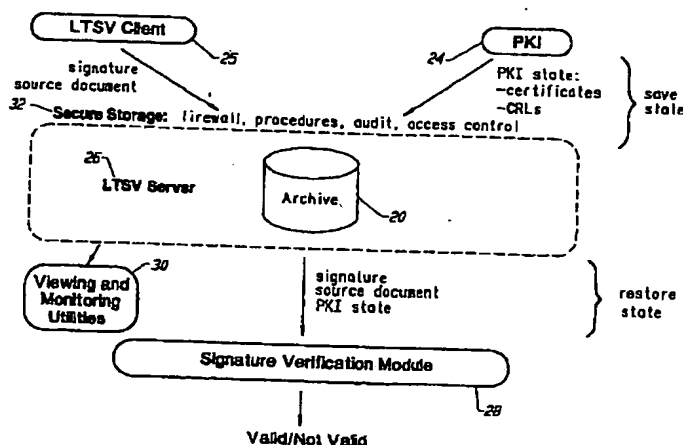 LTSV Client
25
PKI
24
signature
source document
PKI state:
-certificates
-CRLs
save
state
32
Secure Storage: firewall, procedures, audit, access control
26
LTSV Server
Archive
20
30
Viewing and
Monitoring
Utilities
signature
source document
PKI state
restore
state
Signature Verification Module
28
Valid/Not Valid